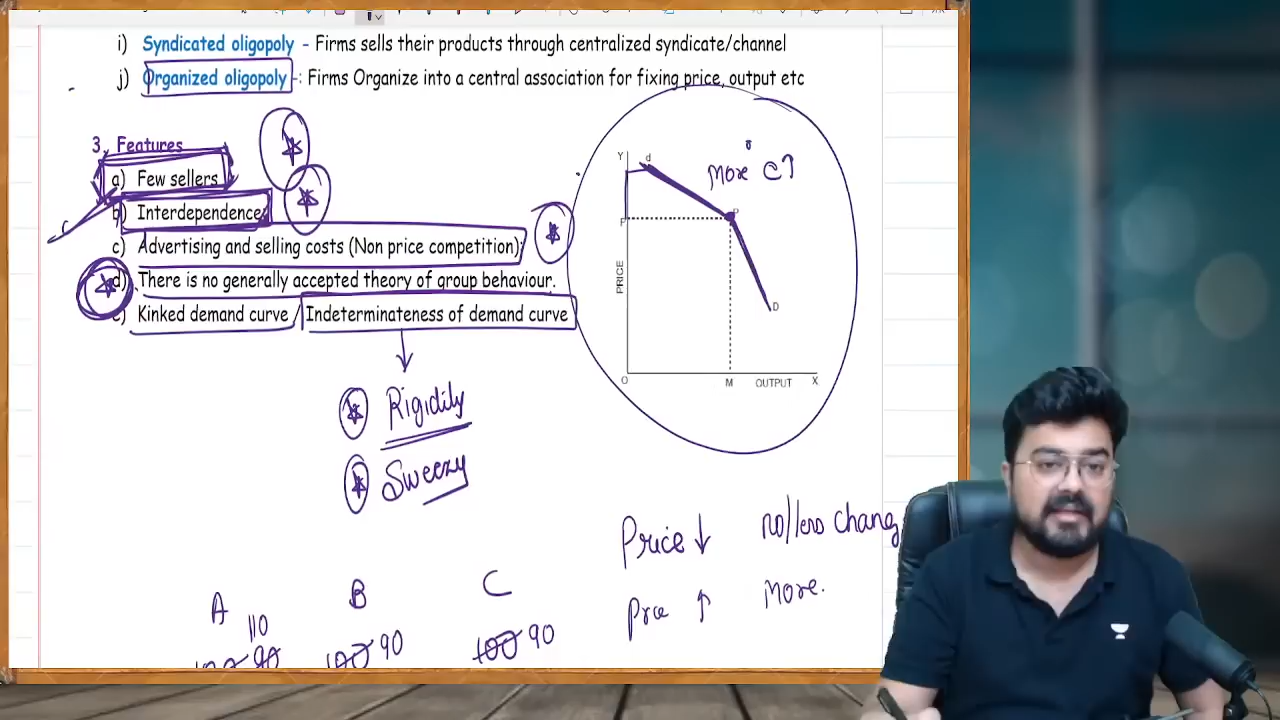 i) Syndicated oligopoly - Firms sells their products through centralized syndicate/channel
j) Organized oligopoly -: Firms Organize into a central association for fixing price, output etc
3. Features
a) Few sellers
b) Interdependence
c) Advertising and selling costs (Non price competition);
d) There is no generally accepted theory of group behaviour.
e) Kinked demand curve / Indeterminateness of demand curve
Y
d
More e↑
P
P
PRICE
D
O
M
OUTPUT
X
Rigidity
Sweezy
Price ↓ no/less chang
Prce ↑ More.
A B C
110
100 90 100 90 100 90